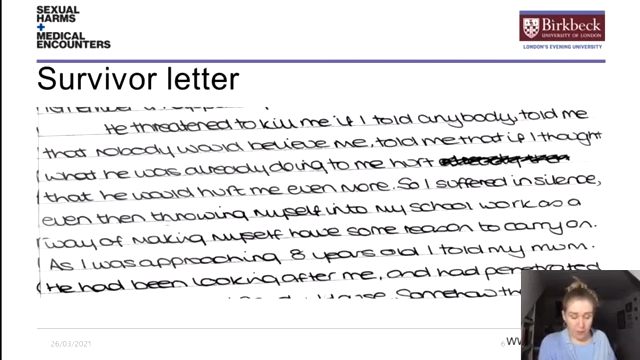 SEXUAL
HARMS
+
MEDICAL
ENCOUNTERS
Birkbeck
UNIVERSITY OF LONDON
LONDON'S EVENING UNIVERSITY
Survivor letter
He threatened to kill me if I told anybody, told me
that nobody would believe me, told me that if I thought
what he was already doing to me hurt
that he would hurt me even more. So I suffered in silence,
even then throwing myself into my school work as a
way of making myself have some reason to carry on.
As I was approaching 8 years old I told my mum.
He had been looking after me, and had penetrated
Somehow
26/03/2021
6